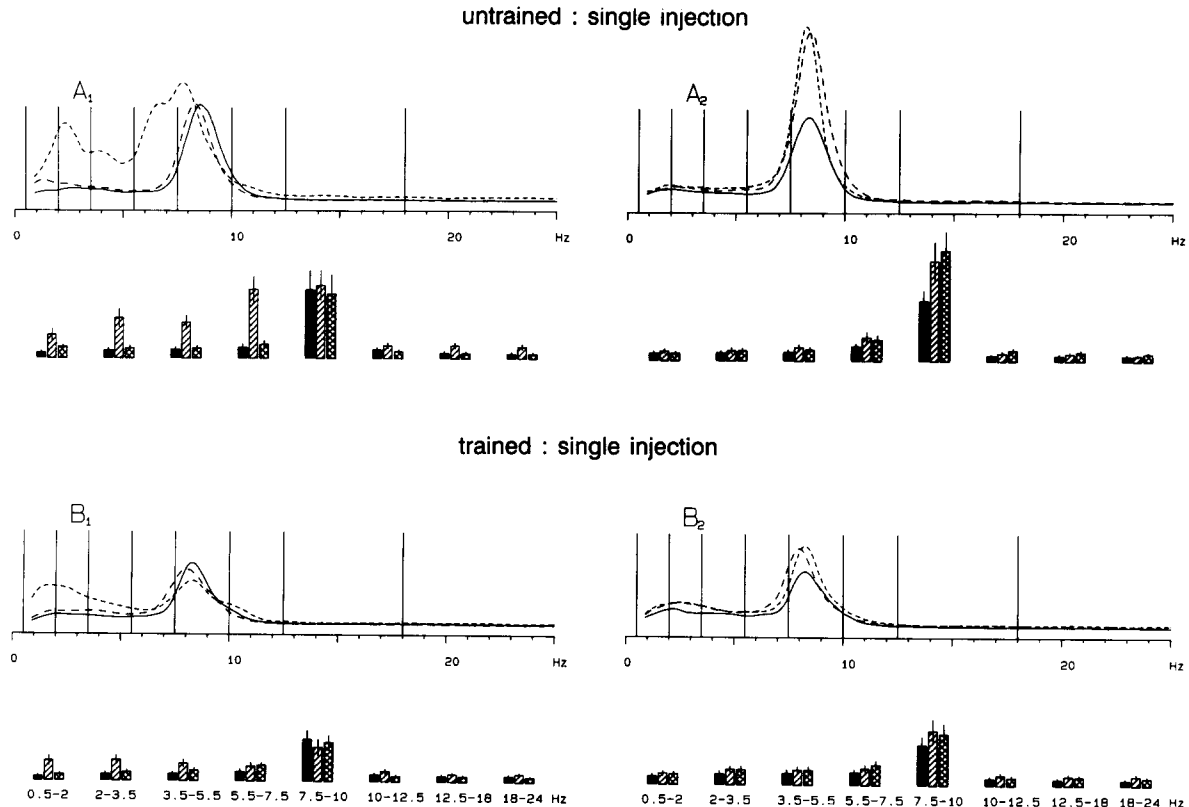 untrained : single injection
A1 A2
0 10 20 Hz 0 10 20 Hz
trained : single injection
B1 B2
0 10 20 Hz 0 10 20 Hz
0.5-2 2-3.5 3.5-5.5 5.5-7.5 7.5-10 10-12.5 12.5-18 18-24 Hz 0.5-2 2-3.5 3.5-5.5 5.5-7.5 7.5-10 10-12.5 12.5-18 18-24 Hz